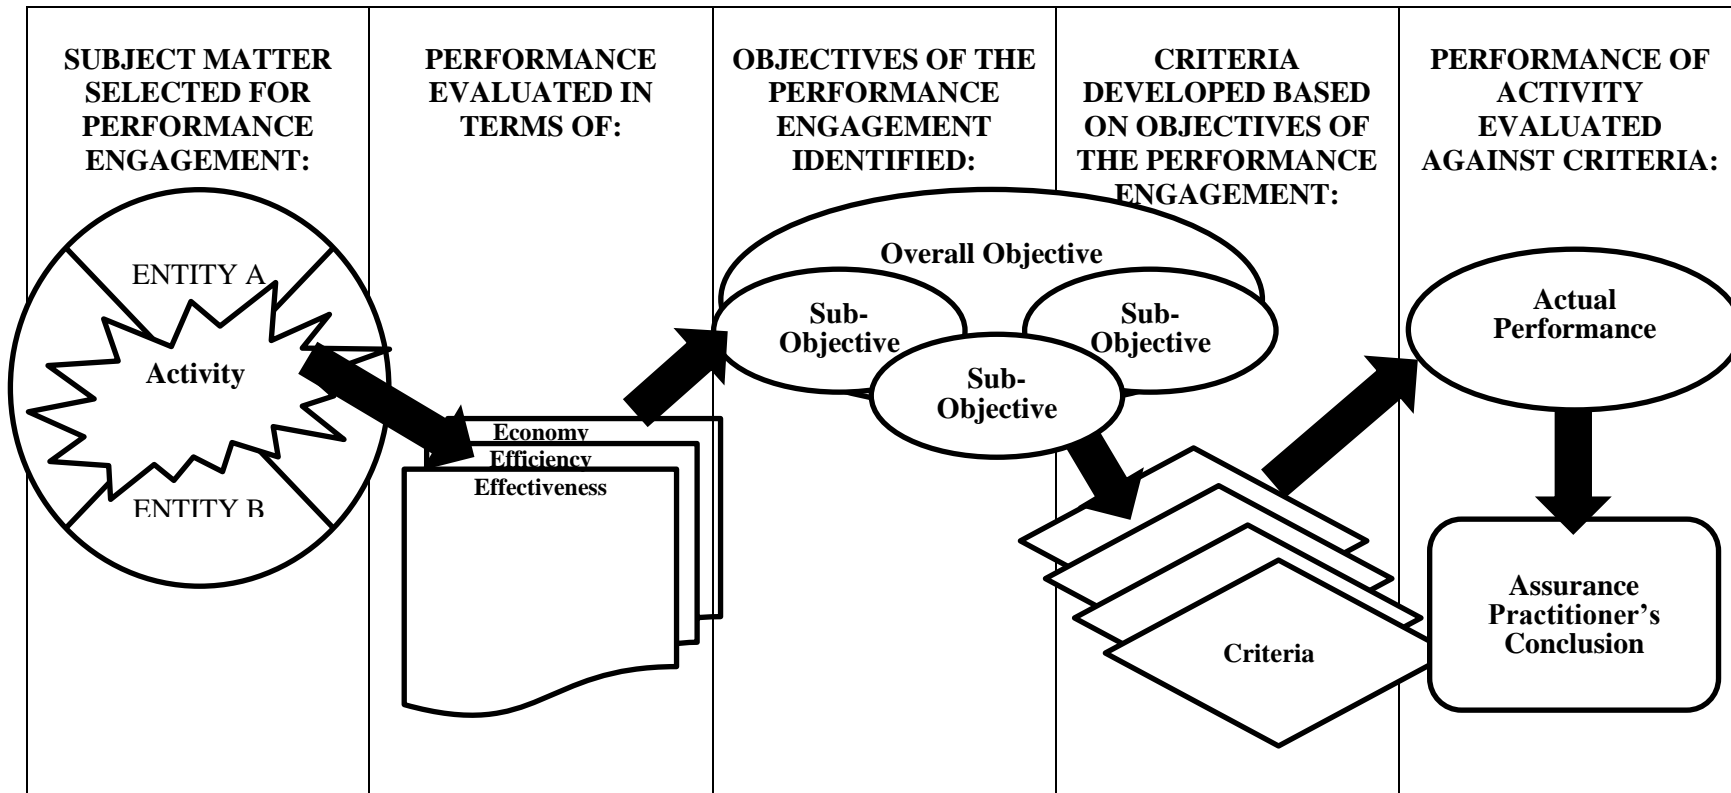 SUBJECT MATTER
SELECTED FOR
PERFORMANCE
ENGAGEMENT:
PERFORMANCE
EVALUATED IN
TERMS OF:
OBJECTIVES OF THE
PERFORMANCE
ENGAGEMENT
IDENTIFIED:
CRITERIA
DEVELOPED BASED
ON OBJECTIVES OF
THE PERFORMANCE
ENGAGEMENT:
PERFORMANCE OF
ACTIVITY
EVALUATED
AGAINST CRITERIA:
ENTITY A
Activity
ENTITY B
Economy
Efficiency
Effectiveness
Overall Objective
Sub-
Objective
Sub-
Objective
Sub-
Objective
Criteria
Actual
Performance
Assurance
Practitioner’s
Conclusion